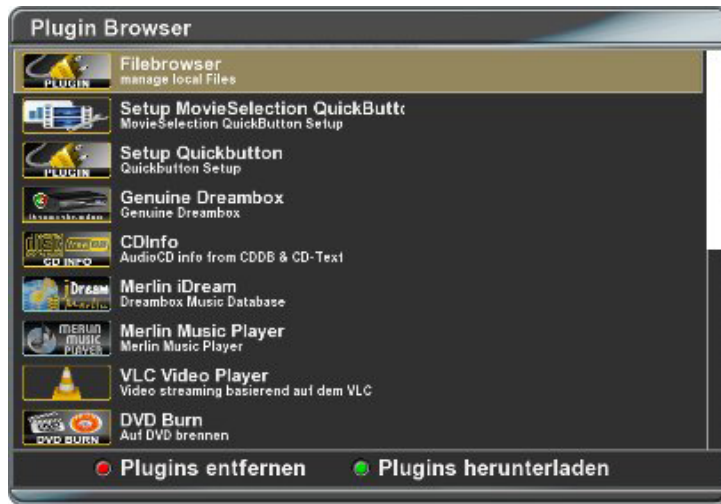 Plugin Browser
PLUGIN
Filebrowser
manage local Files
Setup MovieSelection QuickButt
MovieSelection QuickButton Setup
PLUGIN
Setup Quickbutton
Quickbutton Setup
Genuine Dreambox
Genuine Dreambox
CD INFO
CDInfo
AudioCD info from CDDB & CD-Text
iDream
Merlin
Merlin iDream
Dreambox Music Database
MERLIN
MUSIC
PLAYER
Merlin Music Player
Merlin Music Player
VLC Video Player
Video streaming basierend auf dem VLC
DVD BURN
DVD Burn
Auf DVD brennen
Plugins entfernen
Plugins herunterladen